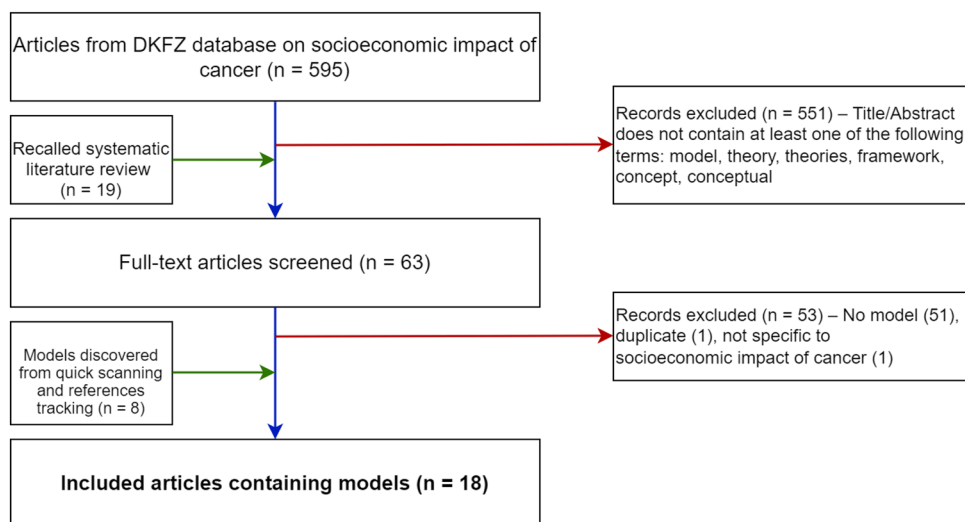 Articles from DKFZ database on socioeconomic impact of
cancer (n = 595)
Records excluded (n = 551) – Title/Abstract
does not contain at least one of the following
terms: model, theory, theories, framework,
concept, conceptual
Recalled systematic
literature review
(n = 19)
Full-text articles screened (n = 63)
Records excluded (n = 53) – No model (51),
duplicate (1), not specific to
socioeconomic impact of cancer (1)
Models discovered
from quick scanning
and references
tracking (n = 8)
Included articles containing models (n = 18)